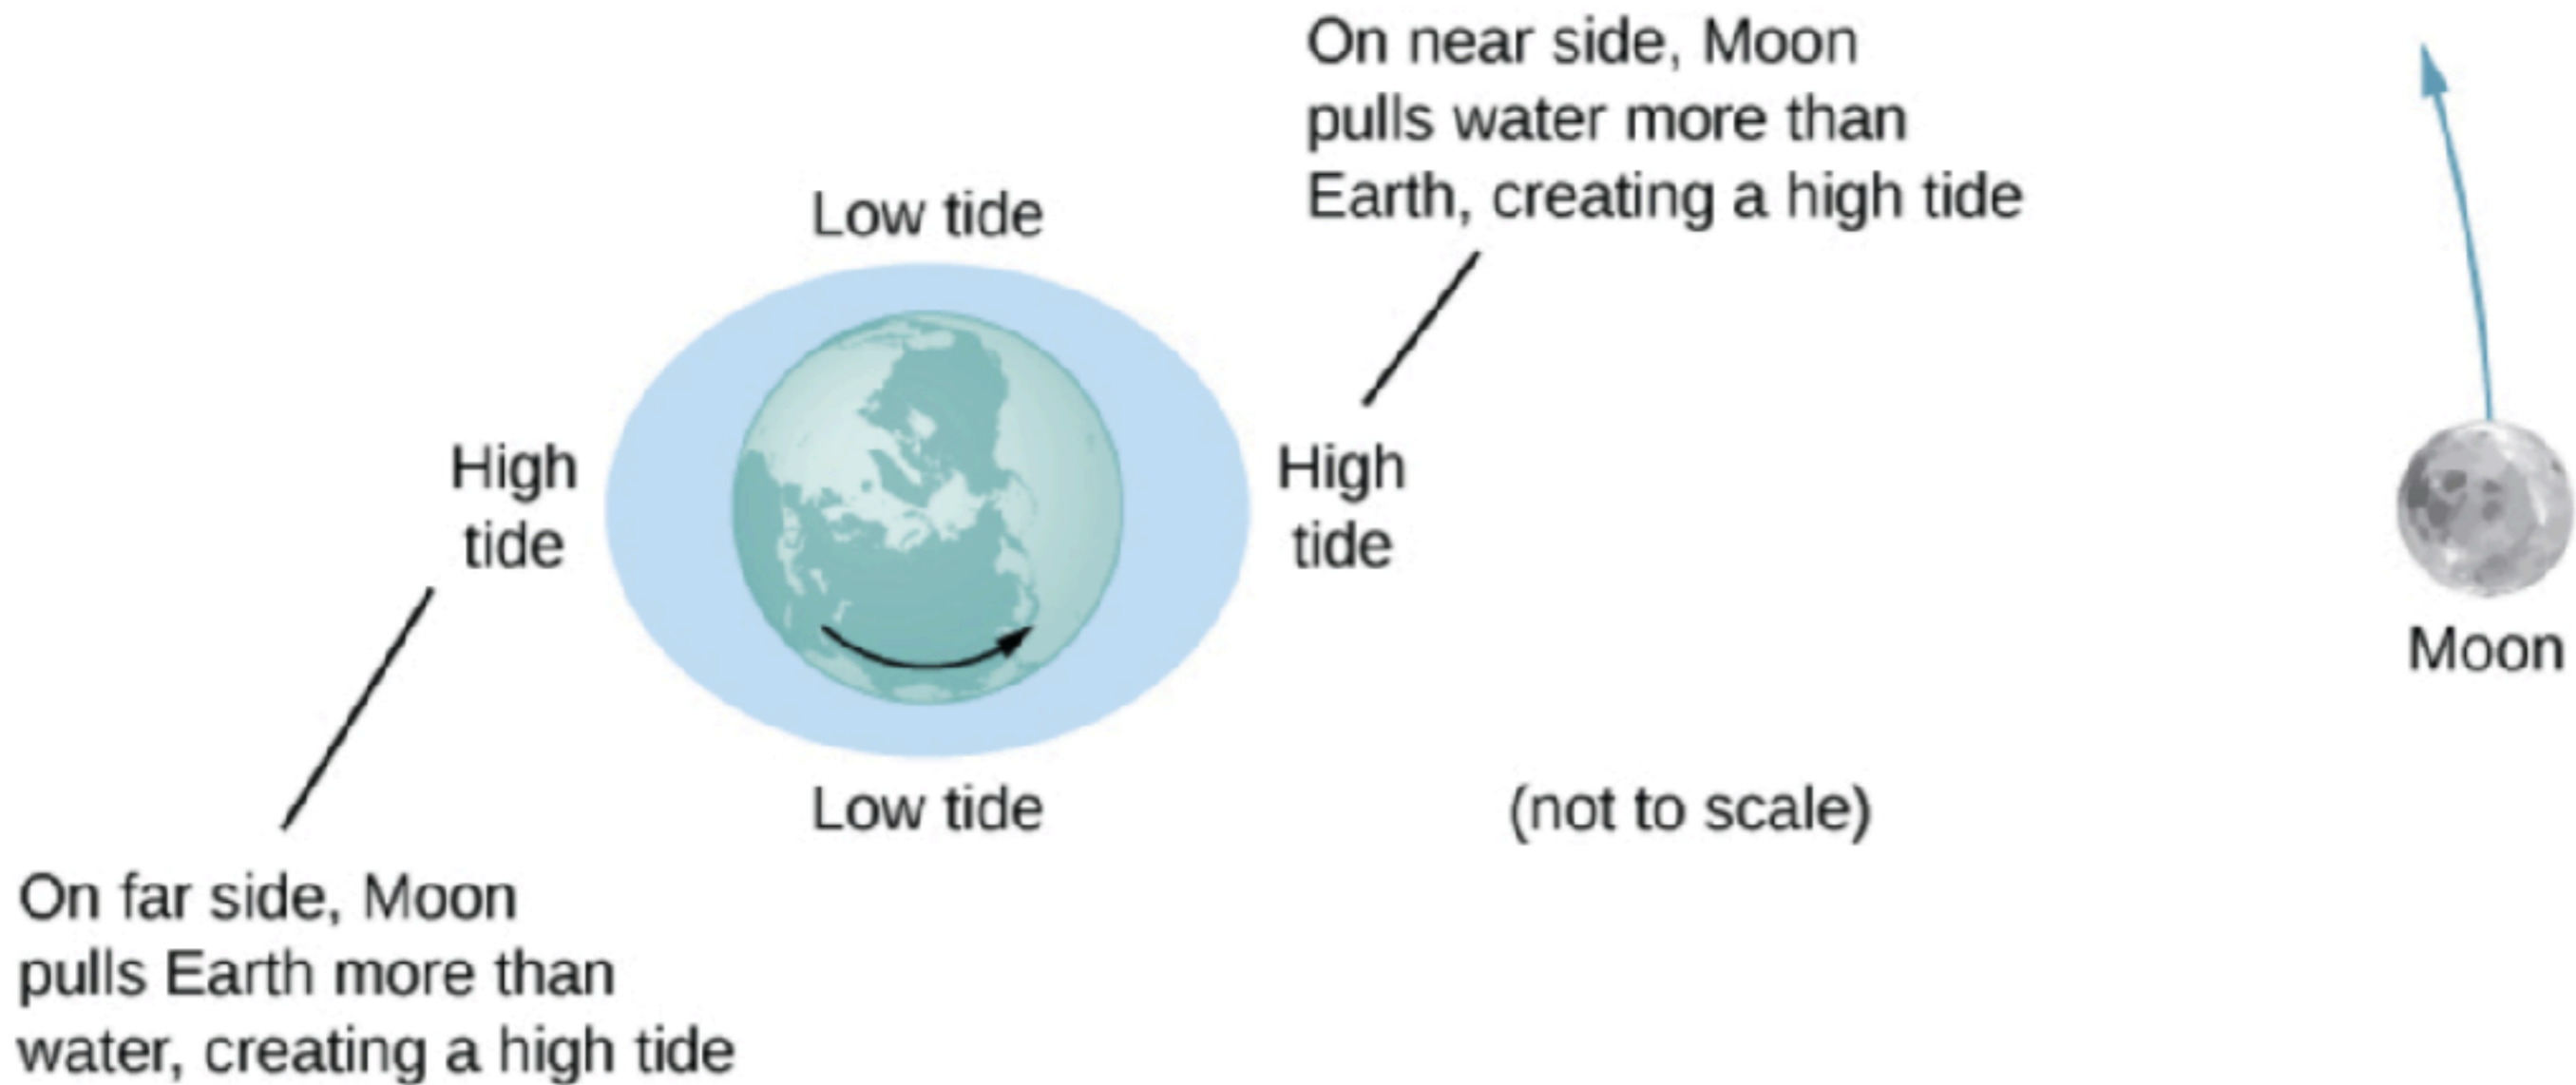 On near side, Moon
pulls water more than
Earth, creating a high tide
Low tide
High
tide
High
tide
Moon
Low tide
(not to scale)
On far side, Moon
pulls Earth more than
water, creating a high tide